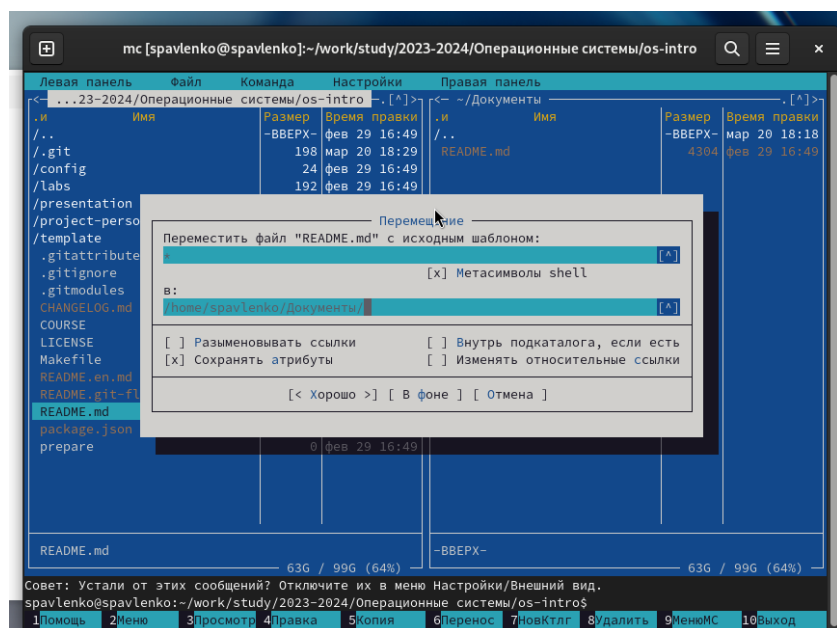 mc [spavlenko@spavlenko]:~/work/study/2023-2024/Операционные системы/os-intro
Левая панель Файл Команда Настройки Правая панель
<— ...23-2024/Операционные системы/os-intro —.[^]> <— ~/Документы —.[^]>
.и Имя Размер Время правки .и Имя Размер Время правки
/.. -ВВЕРХ- фев 29 16:49 /.. -ВВЕРХ- мар 20 18:18
/.git 198 мар 20 18:29 README.md 4304 фев 29 16:49
/config 24 фев 29 16:49
/labs 192 фев 29 16:49
/presentation
/project-perso
/template
.gitattribute
.gitignore
.gitmodules
CHANGELOG.md
COURSE
LICENSE
Makefile
README.en.md
README.git-fl
README.md
package.json
prepare 0 фев 29 16:49
Перемещение
Переместить файл "README.md" с исходным шаблоном:
* [^]
[x] Метасимволы shell
в:
/home/spavlenko/Документы/ [^]
[ ] Разыменовывать ссылки [ ] Внутрь подкаталога, если есть
[x] Сохранять атрибуты [ ] Изменять относительные ссылки
[< Хорошо >] [ В фоне ] [ Отмена ]
README.md -ВВЕРХ-
63G / 99G (64%) 63G / 99G (64%)
Совет: Устали от этих сообщений? Отключите их в меню Настройки/Внешний вид.
spavlenko@spavlenko:~/work/study/2023-2024/Операционные системы/os-intro$
1Помощь 2Меню 3Просмотр 4Правка 5Копия 6Перенос 7НовКтлг 8Удалить 9МенюМС 10Выход